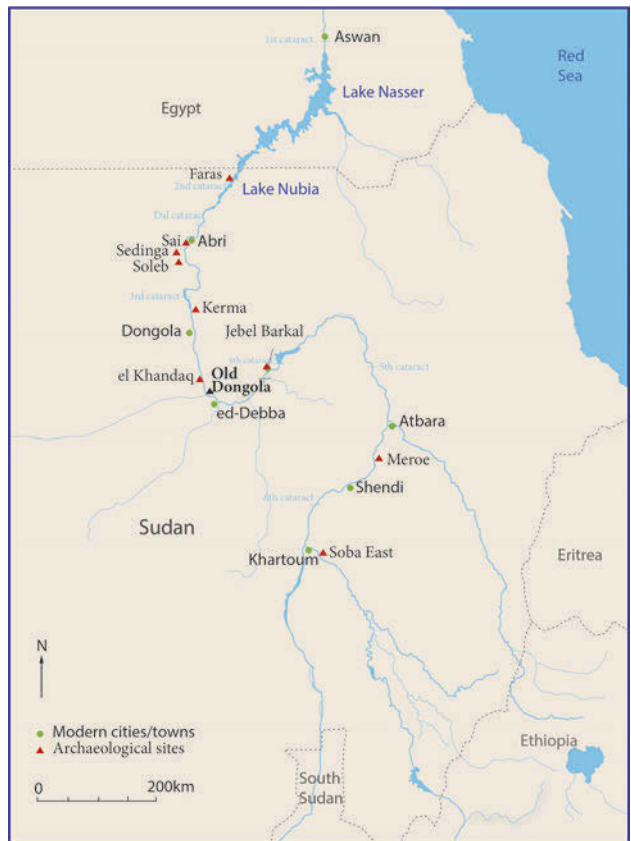 1st cataract
Aswan
Red
Sea
Lake Nasser
Egypt
Faras
2nd cataract
Lake Nubia
Dal cataract
Sai
Abri
Sedinga
Soleb
3rd cataract
Kerma
Dongola
Jebel Barkal
4th cataract
5th cataract
el Khandaq
Old
Dongola
ed-Debba
Atbara
Meroe
Shendi
6th cataract
Sudan
Khartoum
Soba East
Eritrea
N
Modern cities/towns
Archaeological sites
Ethiopia
0
200km
South
Sudan